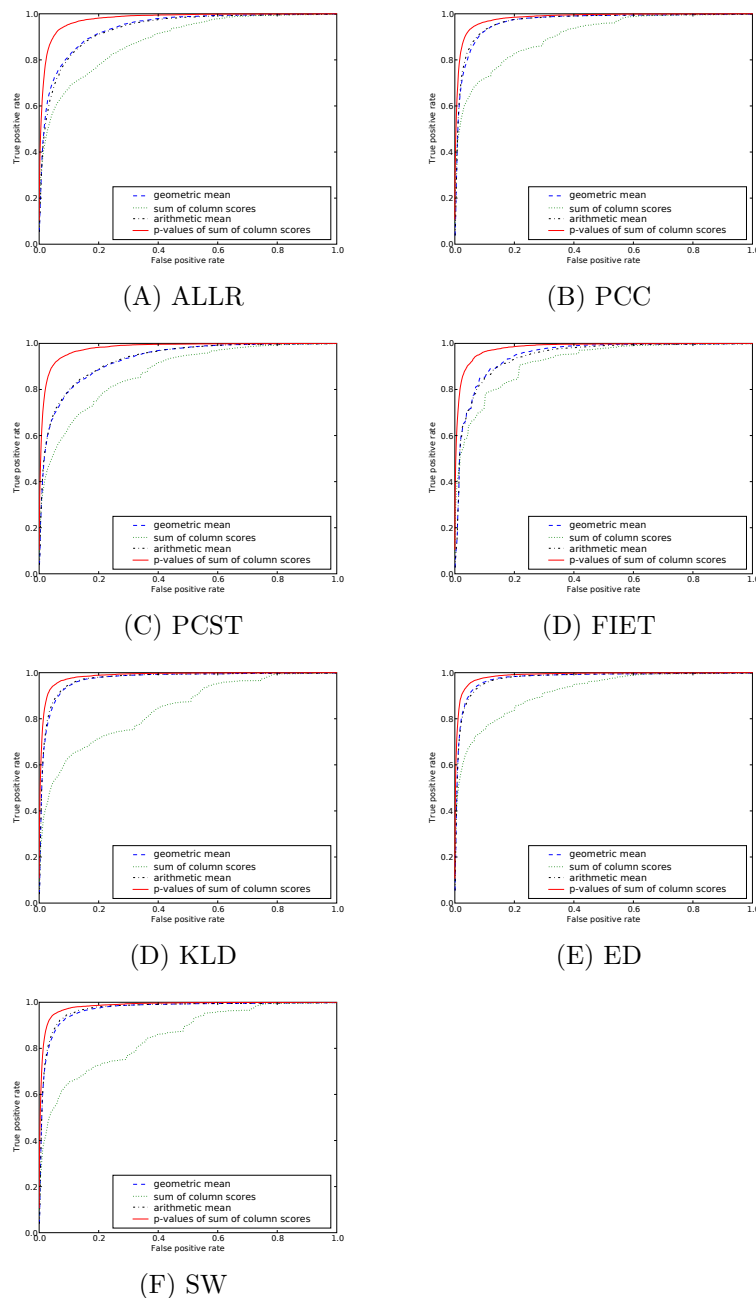 1.0
0.8
0.6
0.4
0.2
0.0
True positive rate
geometric mean
sum of column scores
arithmetic mean
p-values of sum of column scores
0.0 0.2 0.4 0.6 0.8 1.0
False positive rate
(A) ALLR
1.0
0.8
0.6
0.4
0.2
0.0
True positive rate
geometric mean
sum of column scores
arithmetic mean
p-values of sum of column scores
0.0 0.2 0.4 0.6 0.8 1.0
False positive rate
(B) PCC
1.0
0.8
0.6
0.4
0.2
0.0
True positive rate
geometric mean
sum of column scores
arithmetic mean
p-values of sum of column scores
0.0 0.2 0.4 0.6 0.8 1.0
False positive rate
(C) PCST
1.0
0.8
0.6
0.4
0.2
0.0
True positive rate
geometric mean
sum of column scores
arithmetic mean
p-values of sum of column scores
0.0 0.2 0.4 0.6 0.8 1.0
False positive rate
(D) FIET
1.0
0.8
0.6
0.4
0.2
0.0
True positive rate
geometric mean
sum of column scores
arithmetic mean
p-values of sum of column scores
0.0 0.2 0.4 0.6 0.8 1.0
False positive rate
(D) KLD
1.0
0.8
0.6
0.4
0.2
0.0
True positive rate
geometric mean
sum of column scores
arithmetic mean
p-values of sum of column scores
0.0 0.2 0.4 0.6 0.8 1.0
False positive rate
(E) ED
1.0
0.8
0.6
0.4
0.2
0.0
True positive rate
geometric mean
sum of column scores
arithmetic mean
p-values of sum of column scores
0.0 0.2 0.4 0.6 0.8 1.0
False positive rate
(F) SW